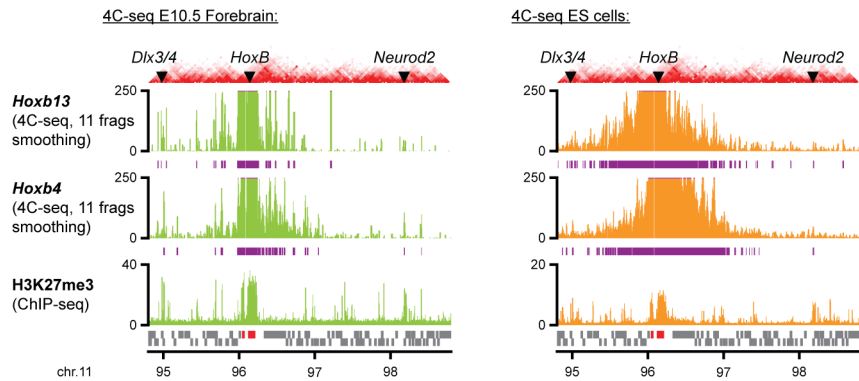 4C-seq E10.5 Forebrain:
4C-seq ES cells:
Dlx3/4 HoxB Neurod2
Dlx3/4 HoxB Neurod2
Hoxb13
(4C-seq, 11 frags
smoothing)
250
0
250
0
Hoxb4
(4C-seq, 11 frags
smoothing)
250
0
250
0
H3K27me3
(ChIP-seq)
40
0
20
0
chr.11
95 96 97 98
95 96 97 98